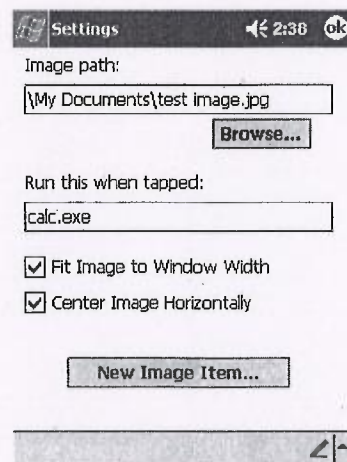 Settings 2:38 ok
Image path:
\My Documents\test image.jpg
Browse...
Run this when tapped:
calc.exe
Fit Image to Window Width
Center Image Horizontally
New Image Item...